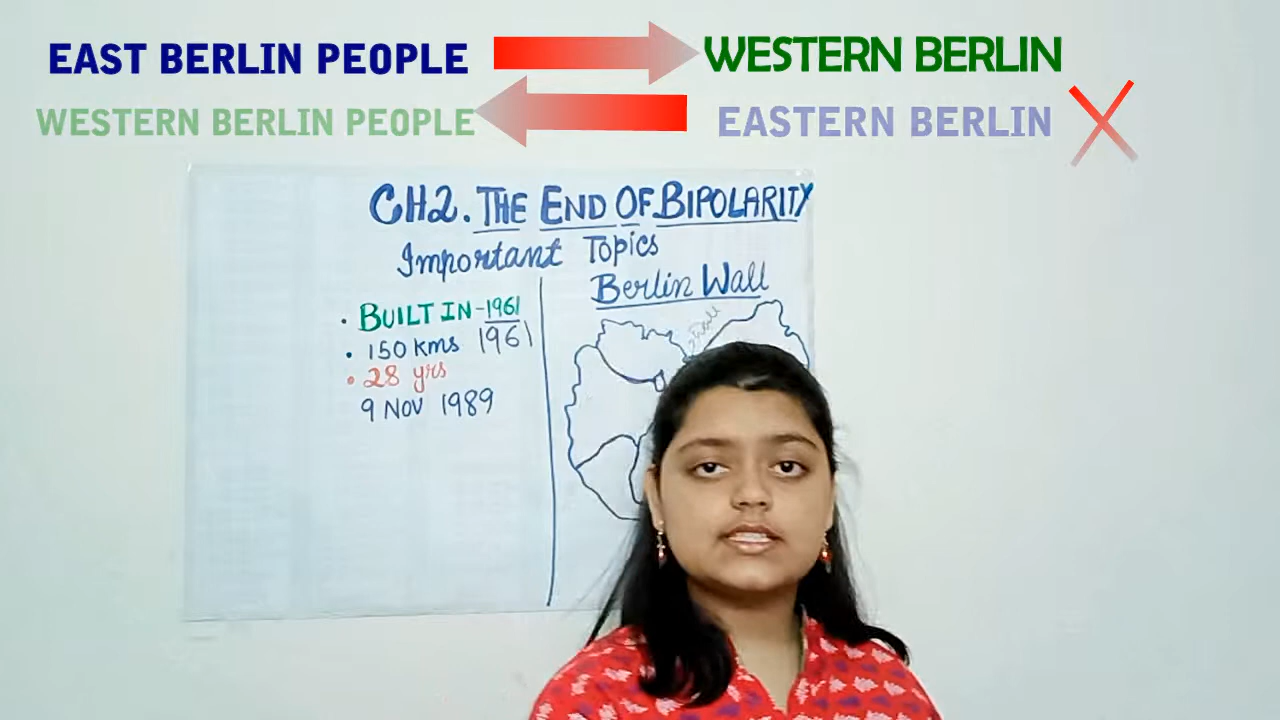 EAST BERLIN PEOPLE WESTERN BERLIN
WESTERN BERLIN PEOPLE EASTERN BERLIN
CH2. THE END OF BIPOLARITY
Important Topics
Berlin Wall
• BUILT IN - 1961
• 150 kms 1961
• 28 yrs
9 NOV 1989